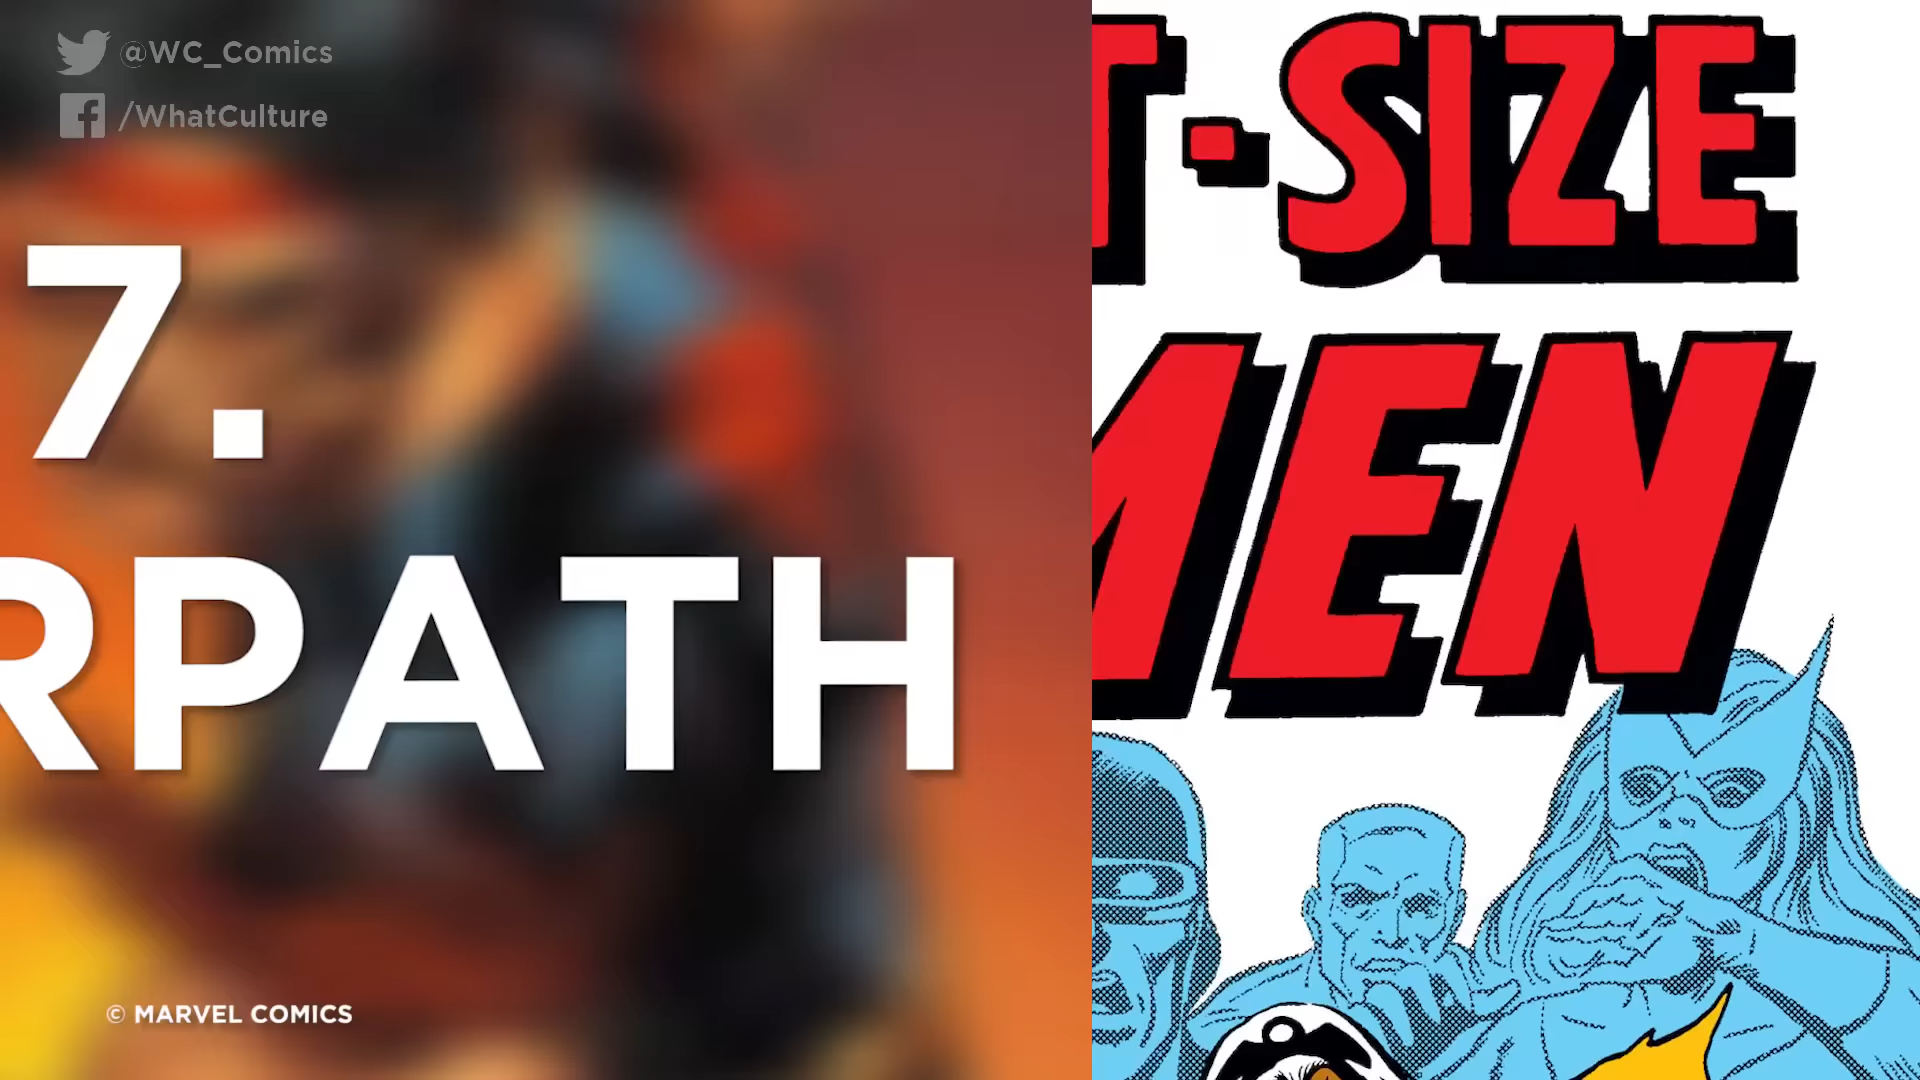 @WC_Comics
/WhatCulture
7.
RPATH
© MARVEL COMICS
T-SIZE
MEN